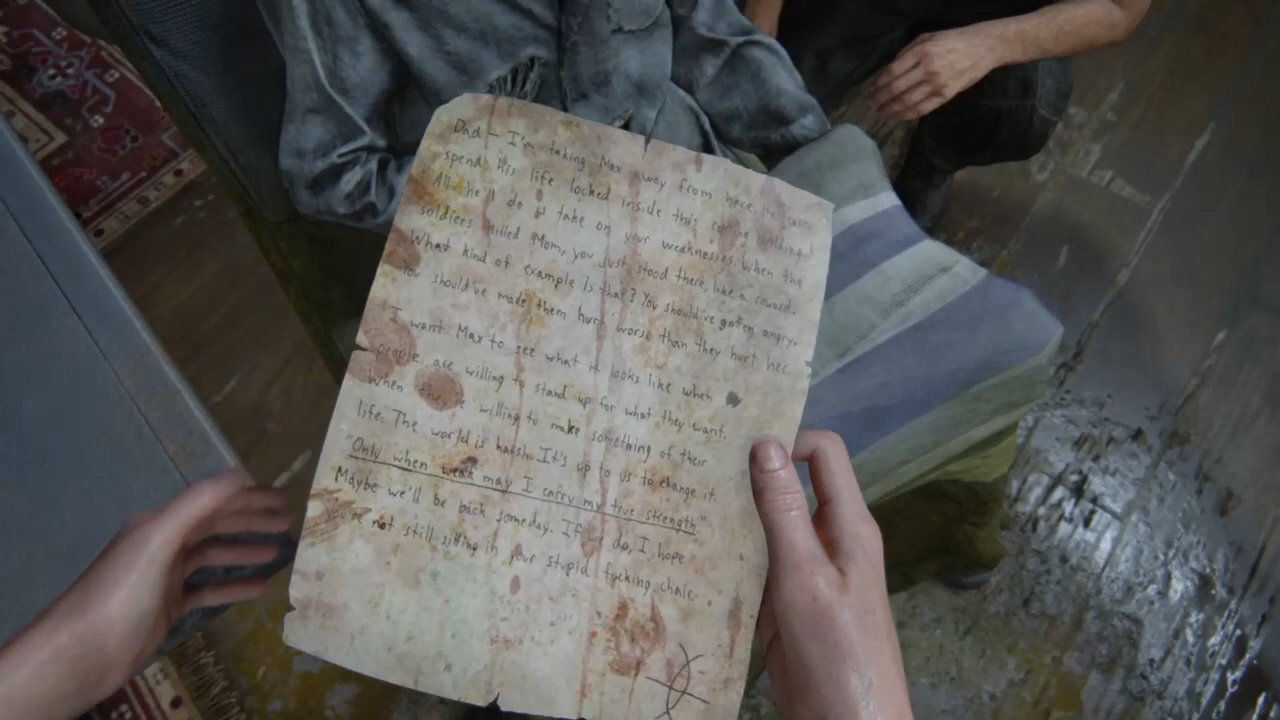 Dad – I'm taking Max away from here. He can't
spend his life locked inside this rotting building.
All he'll do is take on your weaknesses. When the
soldiers killed Mom, you just stood there, like a coward.
What kind of example is that? You should've gotten angry.
You should've made them hurt worse than they hurt her.
I want Max to see what it looks like when
people are willing to stand up for what they want.
When willing to make something of their
life. The world is harsh. It's up to us to change it.
"Only when weak may I carry my true strength."
Maybe we'll be back someday. If we do, I hope
you're not still sitting in your stupid fucking chair.